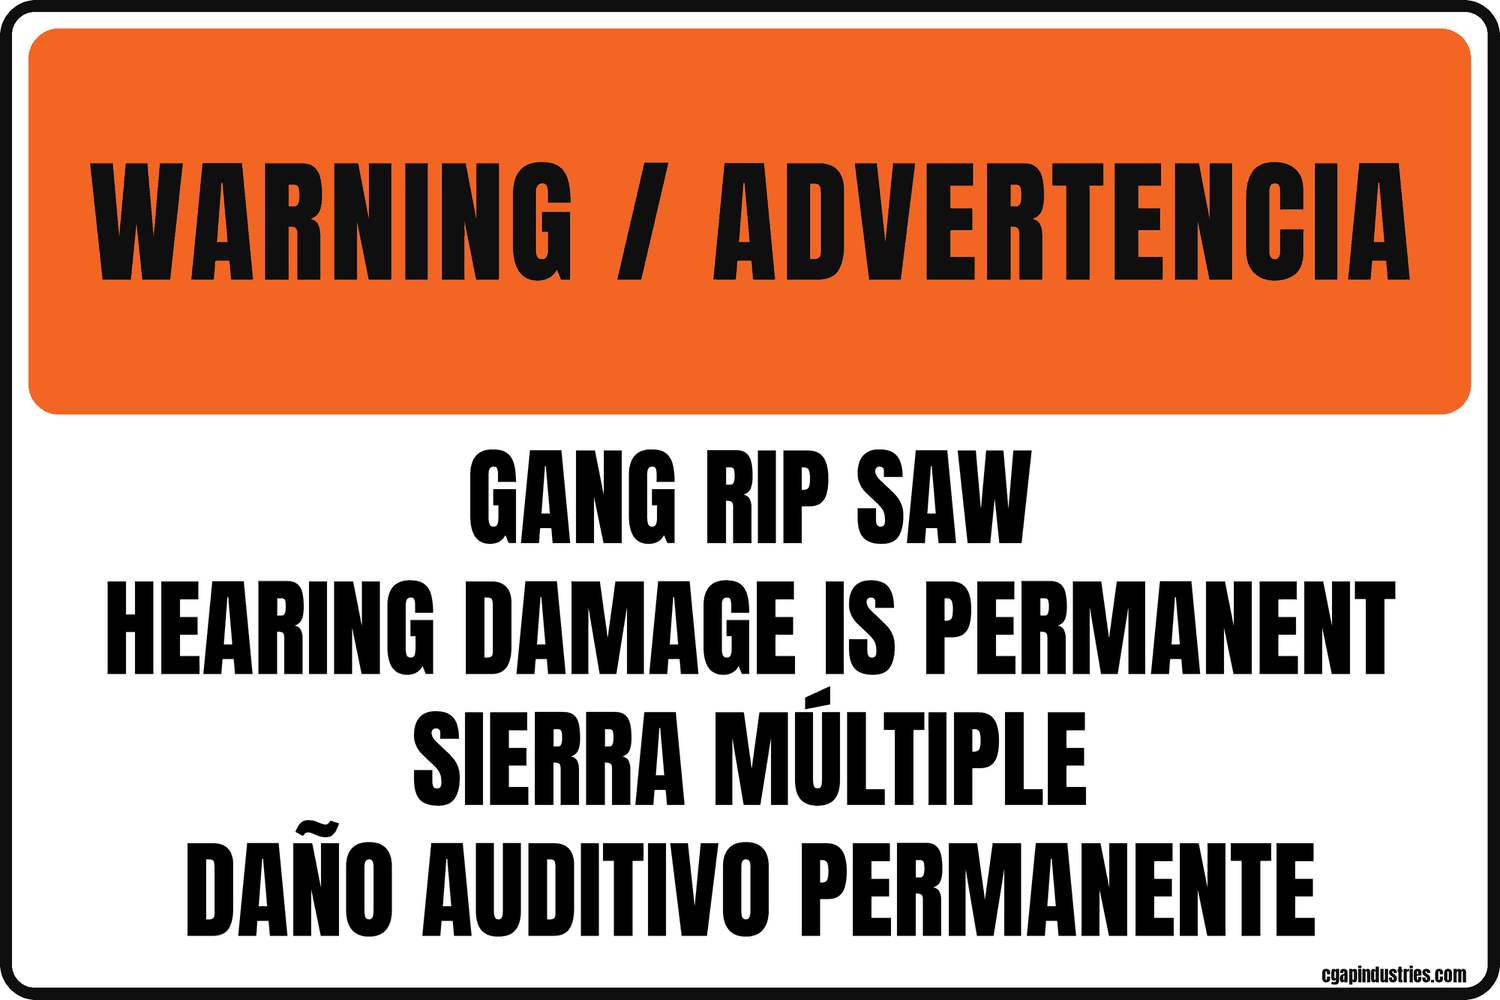 WARNING / ADVERTENCIA
GANG RIP SAW
HEARING DAMAGE IS PERMANENT
SIERRA MÚLTIPLE
DAÑO AUDITIVO PERMANENTE
cgapindustries.com